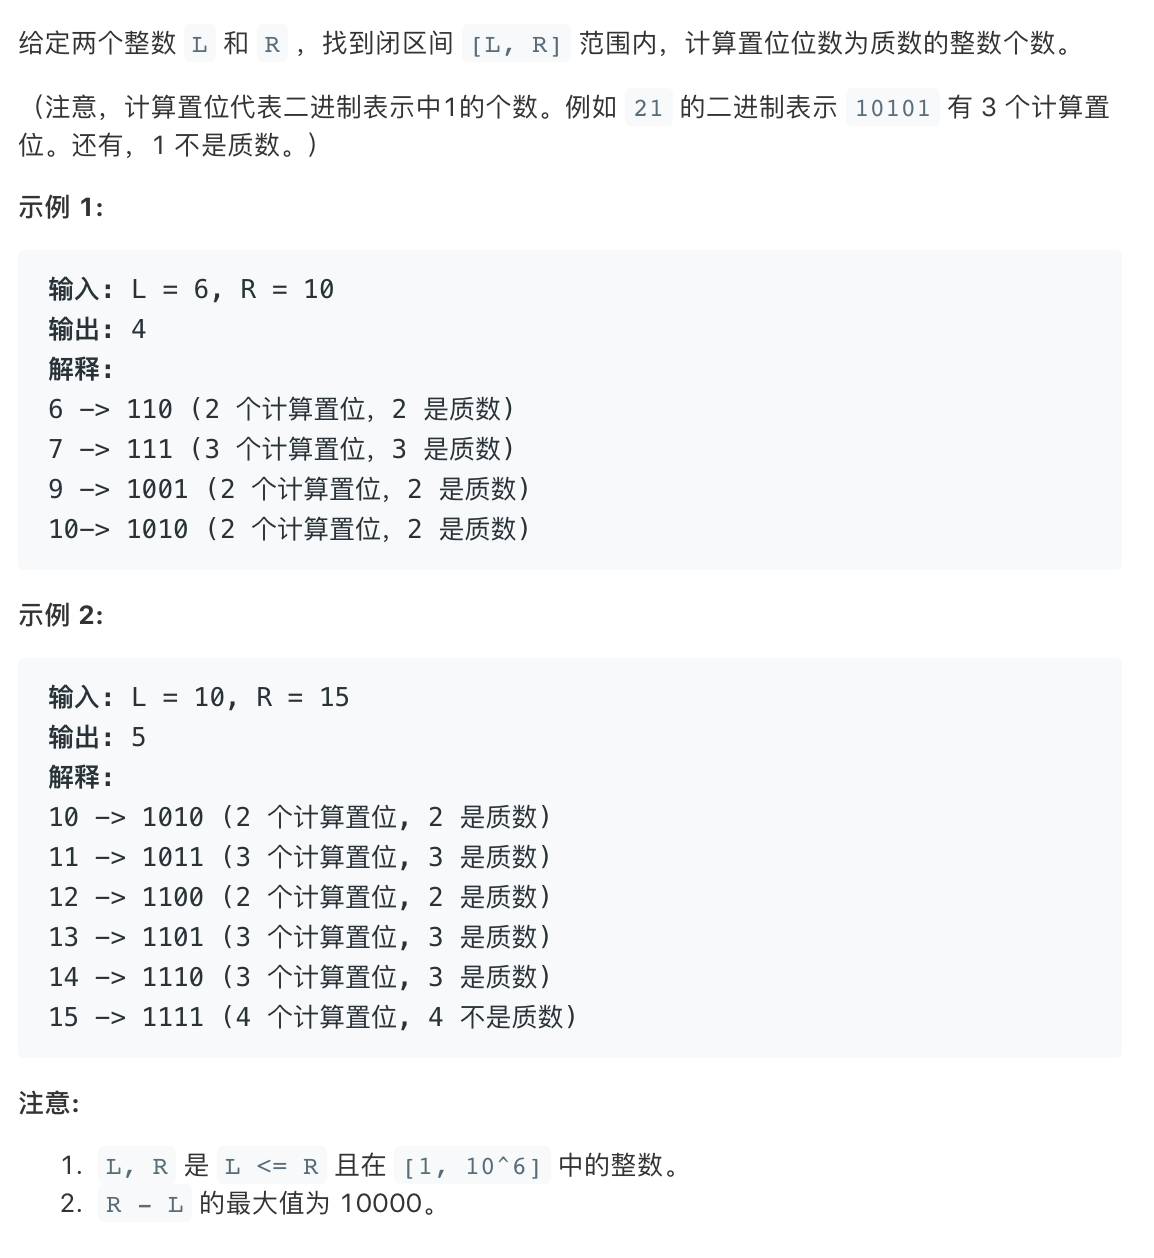 给定两个整数 L 和 R ，找到闭区间 [L, R] 范围内，计算置位位数为质数的整数个数。
（注意，计算置位代表二进制表示中1的个数。例如 21 的二进制表示 10101 有 3 个计算置
位。还有，1 不是质数。）
示例 1:
输入: L = 6, R = 10
输出: 4
解释:
6 -> 110 (2 个计算置位，2 是质数)
7 -> 111 (3 个计算置位，3 是质数)
9 -> 1001 (2 个计算置位，2 是质数)
10-> 1010 (2 个计算置位，2 是质数)
示例 2:
输入: L = 10, R = 15
输出: 5
解释:
10 -> 1010 (2 个计算置位, 2 是质数)
11 -> 1011 (3 个计算置位, 3 是质数)
12 -> 1100 (2 个计算置位, 2 是质数)
13 -> 1101 (3 个计算置位, 3 是质数)
14 -> 1110 (3 个计算置位, 3 是质数)
15 -> 1111 (4 个计算置位, 4 不是质数)
注意:
1. L, R 是 L <= R 且在 [1, 10^6] 中的整数。
2. R - L 的最大值为 10000。